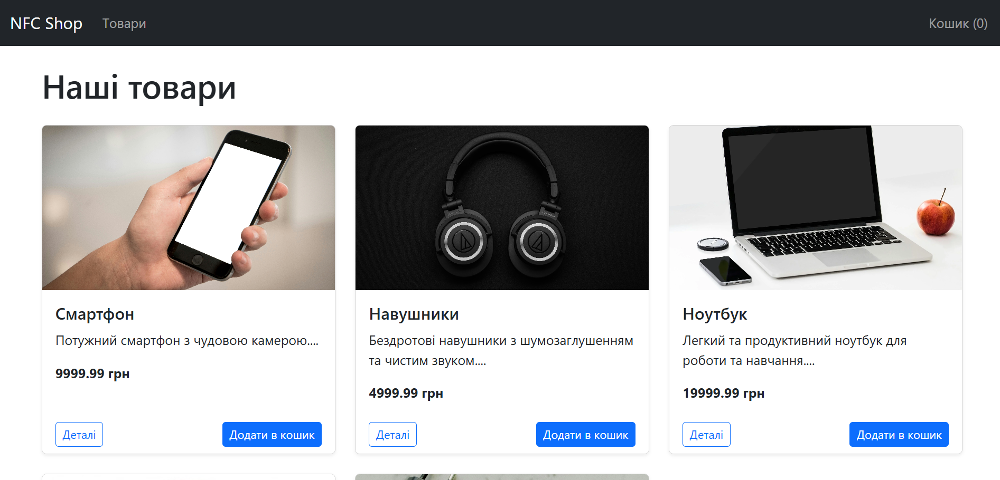 NFC Shop
Товари
Кошик (0)
Наші товари
Смартфон
Потужний смартфон з чудовою камерою....
9999.99 грн
Деталі
Додати в кошик
Навушники
Бездротові навушники з шумозаглушенням
та чистим звуком....
4999.99 грн
Деталі
Додати в кошик
Ноутбук
Легкий та продуктивний ноутбук для
роботи та навчання....
19999.99 грн
Деталі
Додати в кошик